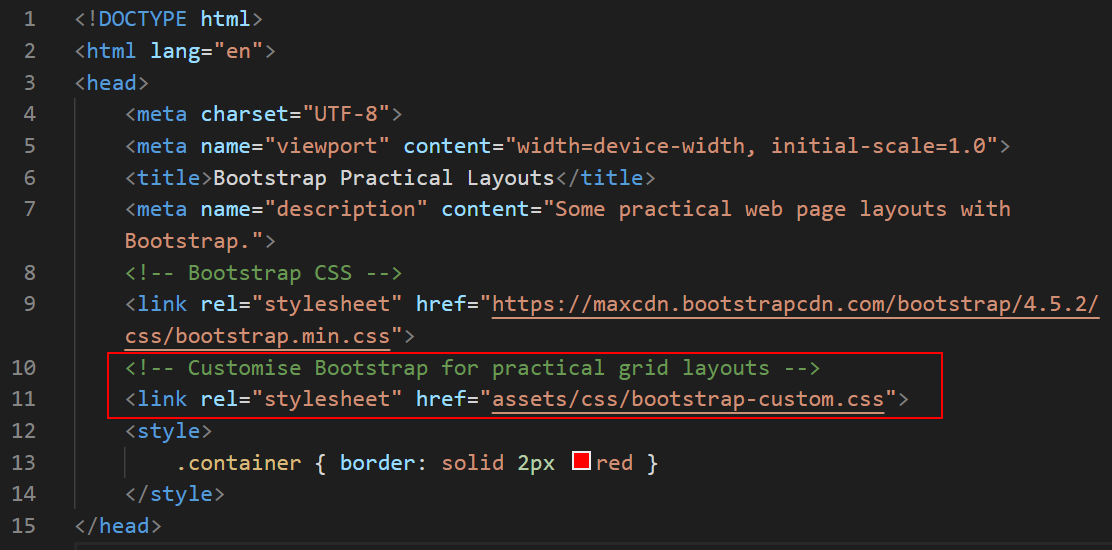 1 <!DOCTYPE html>
2 <html lang="en">
3 <head>
4 <meta charset="UTF-8">
5 <meta name="viewport" content="width=device-width, initial-scale=1.0">
6 <title>Bootstrap Practical Layouts</title>
7 <meta name="description" content="Some practical web page layouts with
Bootstrap.">
8 <!-- Bootstrap CSS -->
9 <link rel="stylesheet" href="https://maxcdn.bootstrapcdn.com/bootstrap/4.5.2/
css/bootstrap.min.css">
10 <!-- Customise Bootstrap for practical grid layouts -->
11 <link rel="stylesheet" href="assets/css/bootstrap-custom.css">
12 <style>
13 .container { border: solid 2px red }
14 </style>
15 </head>